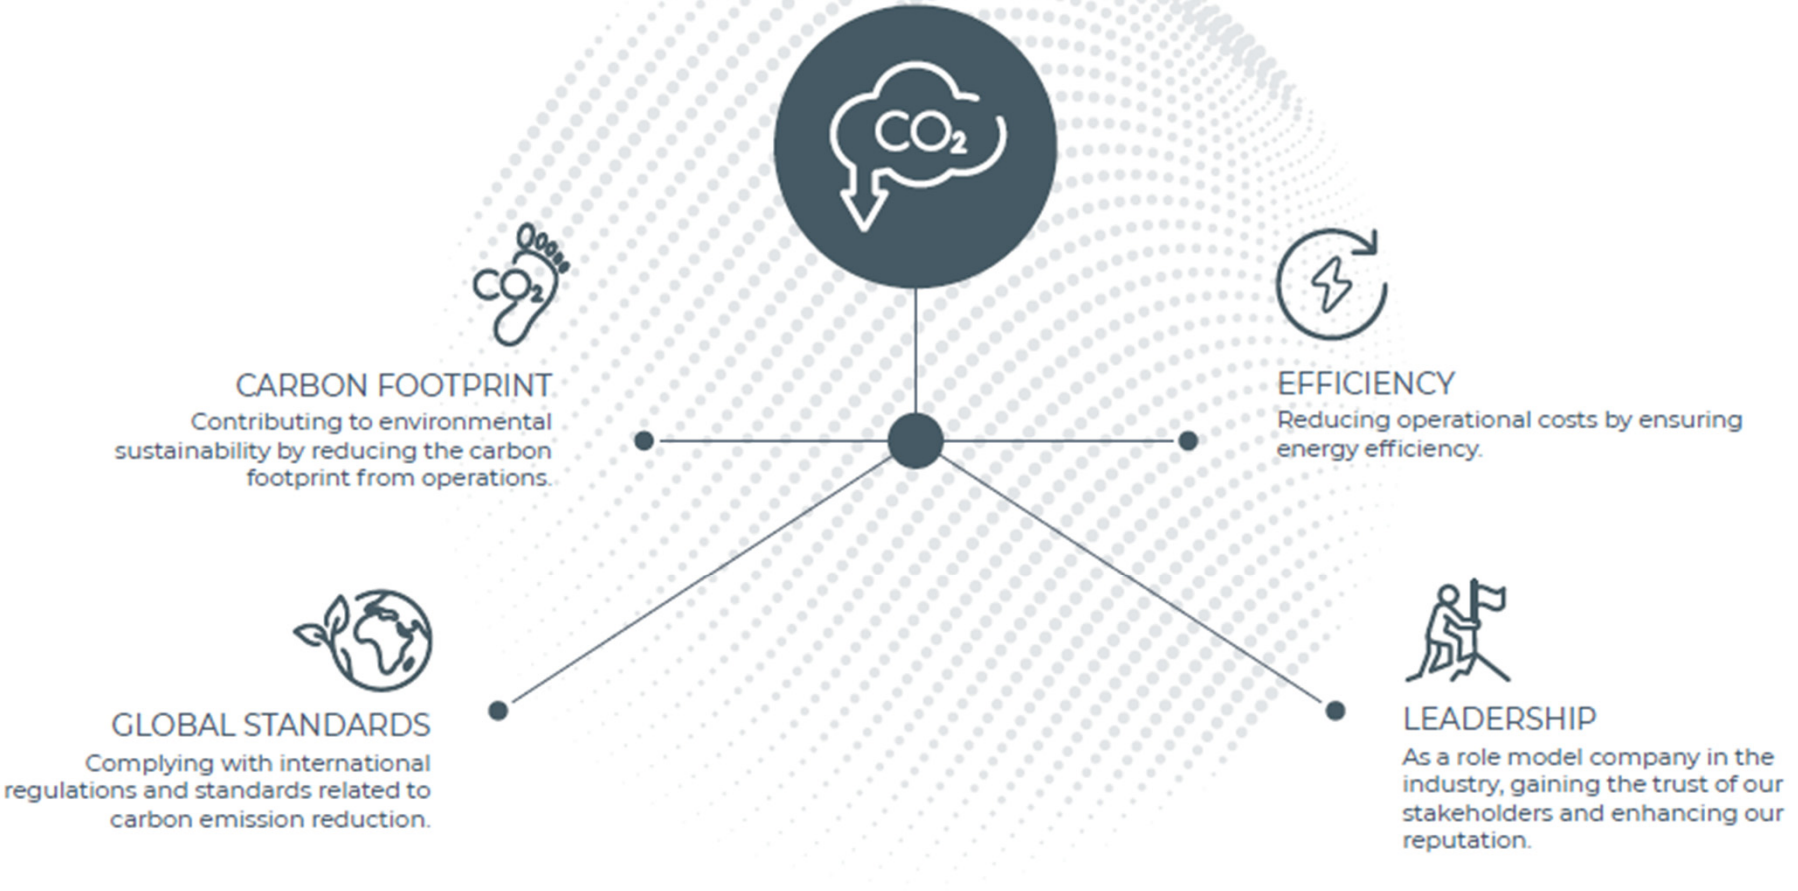 CO₂
CO₂
CARBON FOOTPRINT
Contributing to environmental
sustainability by reducing the carbon
footprint from operations.
EFFICIENCY
Reducing operational costs by ensuring
energy efficiency.
GLOBAL STANDARDS
Complying with international
regulations and standards related to
carbon emission reduction.
LEADERSHIP
As a role model company in the
industry, gaining the trust of our
stakeholders and enhancing our
reputation.